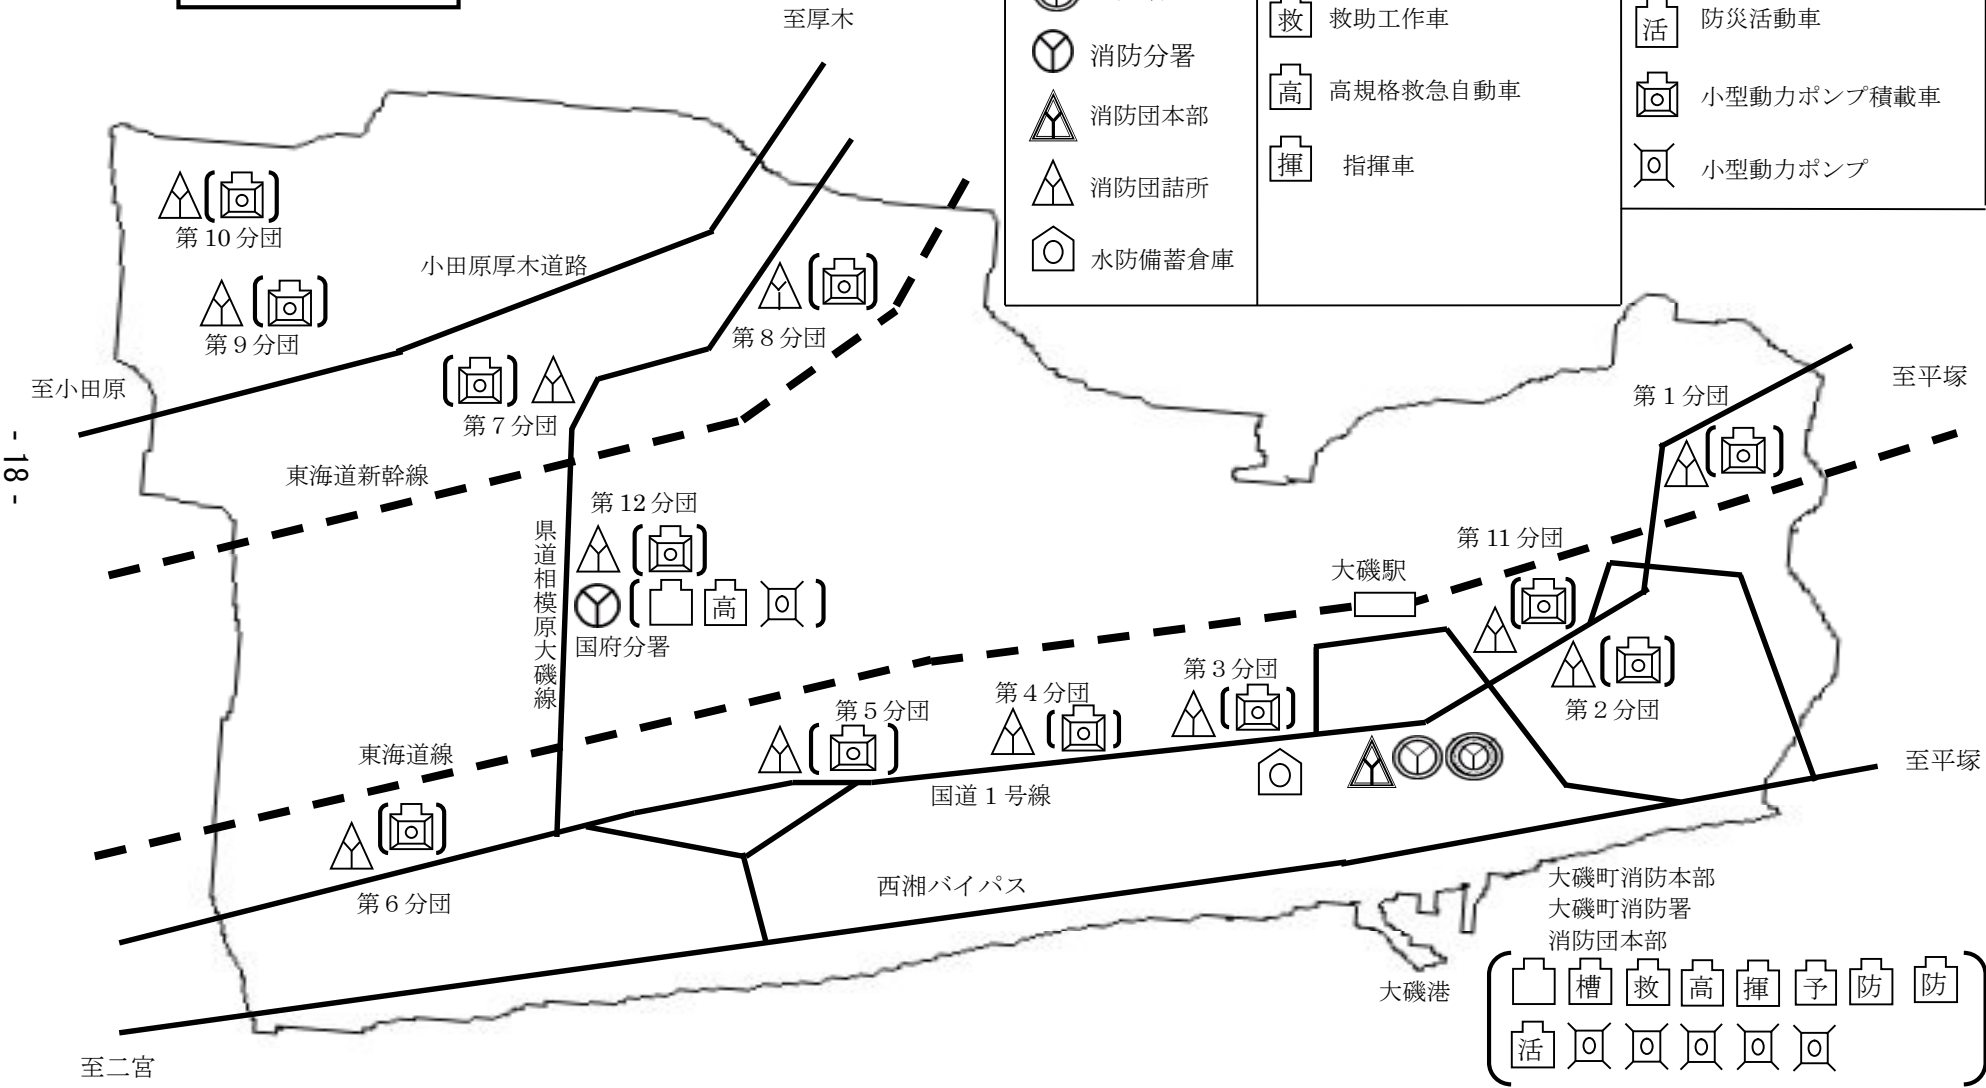 至厚木
消防分署
消防団本部
消防団詰所
水防備蓄倉庫
救 救助工作車
高 高規格救急自動車
揮 指揮車
活 防災活動車
小型動力ポンプ積載車
小型動力ポンプ
第10分団
第9分団
小田原厚木道路
第8分団
至小田原
第7分団
東海道新幹線
- 18 -
第12分団
県道相模原大磯線
高
国府分署
第1分団
至平塚
第11分団
大磯駅
第2分団
第3分団
第4分団
第5分団
東海道線
国道1号線
至平塚
第6分団
西湘バイパス
大磯町消防本部
大磯町消防署
消防団本部
大磯港
槽 救 高 揮 予 防 防
活
至二宮